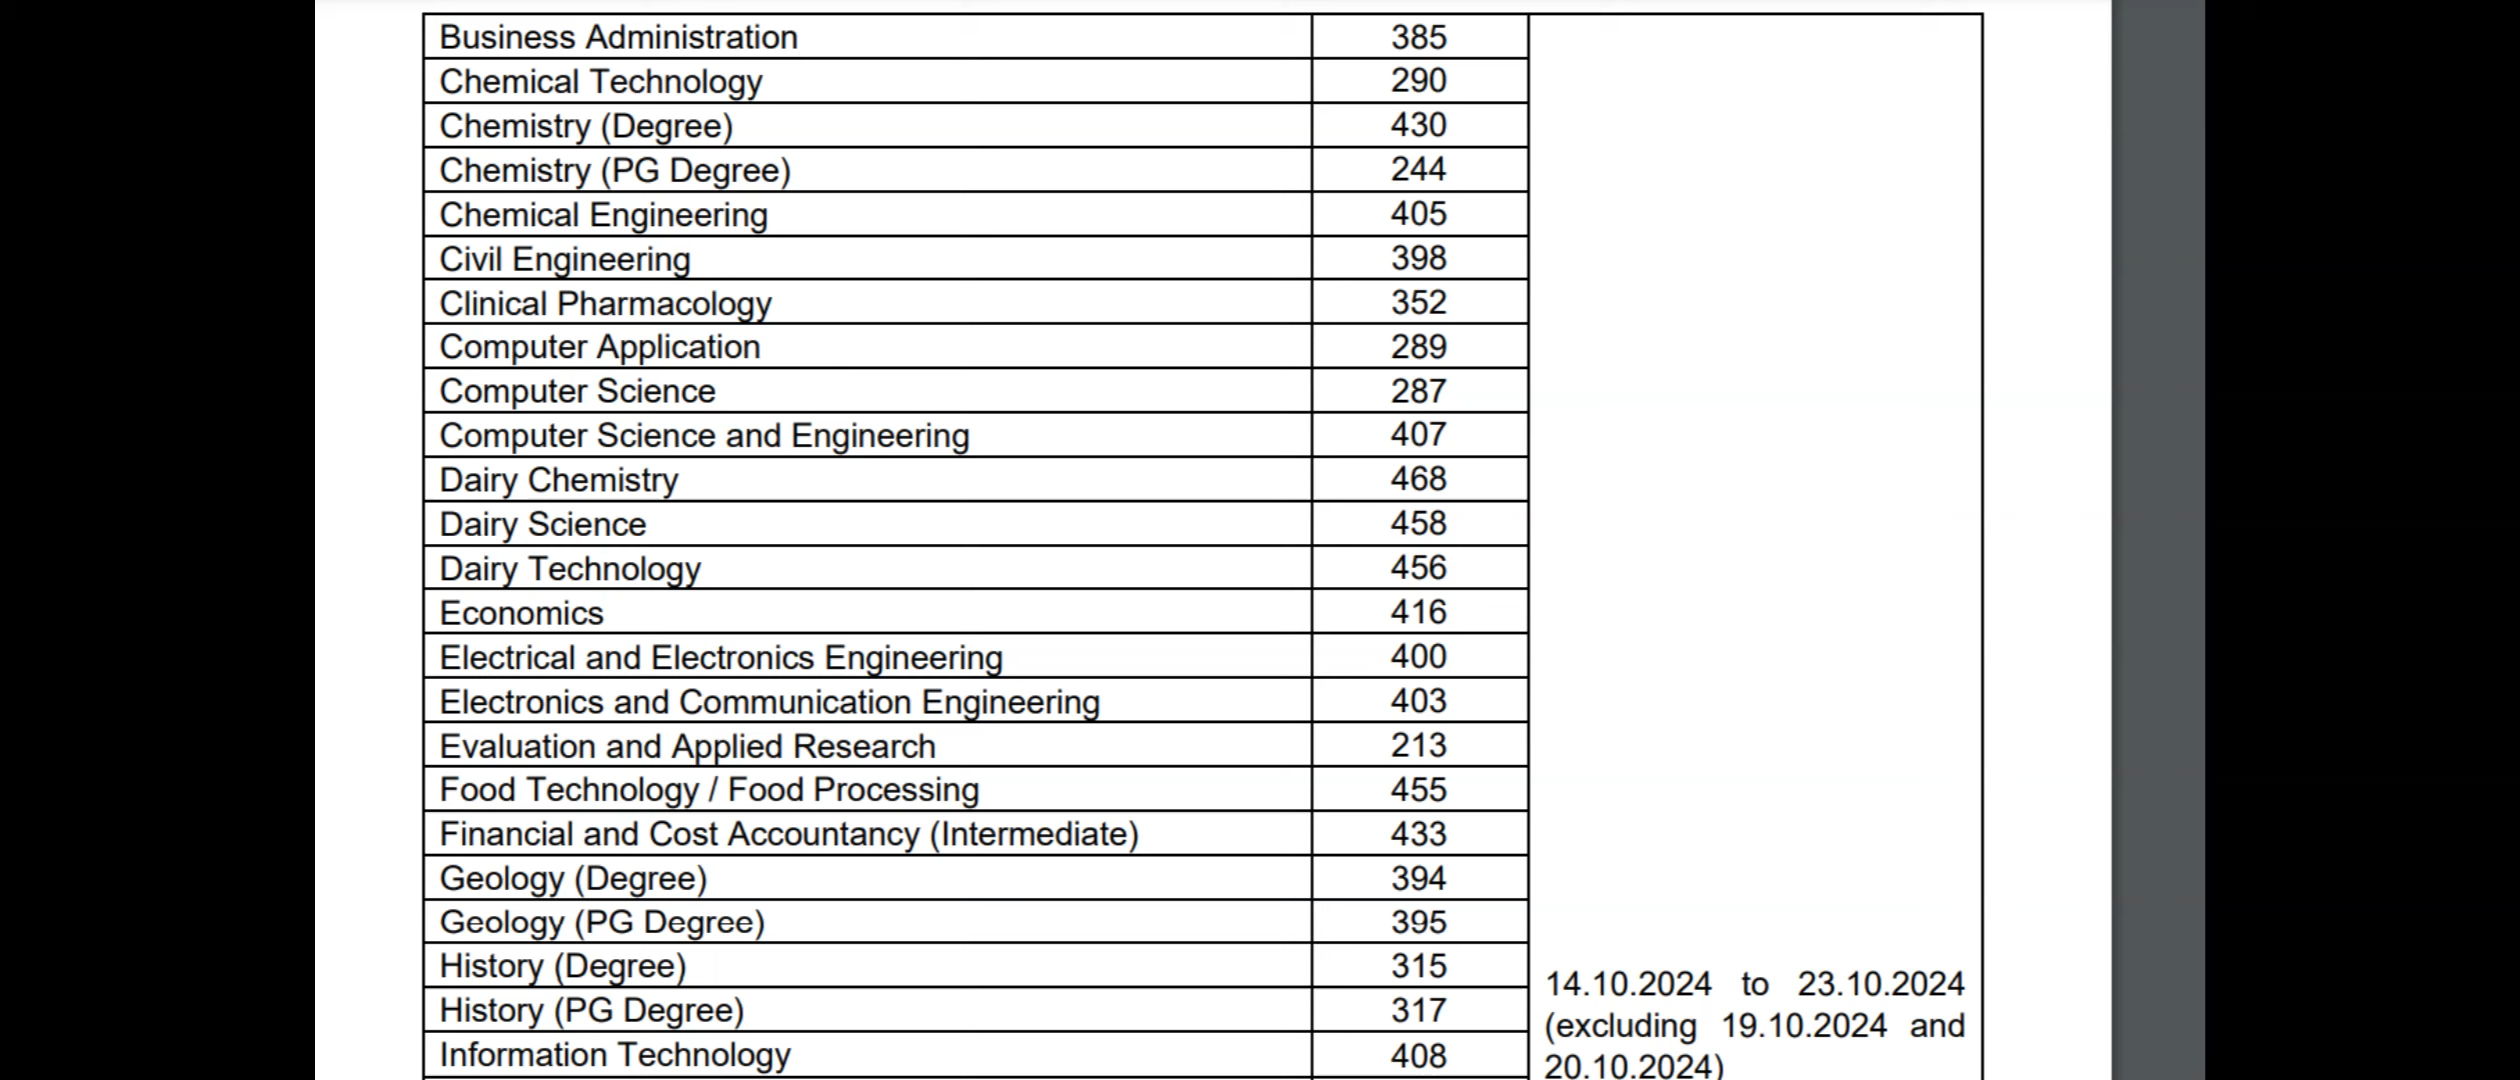 Business Administration 385
Chemical Technology 290
Chemistry (Degree) 430
Chemistry (PG Degree) 244
Chemical Engineering 405
Civil Engineering 398
Clinical Pharmacology 352
Computer Application 289
Computer Science 287
Computer Science and Engineering 407
Dairy Chemistry 468
Dairy Science 458
Dairy Technology 456
Economics 416
Electrical and Electronics Engineering 400
Electronics and Communication Engineering 403
Evaluation and Applied Research 213
Food Technology / Food Processing 455
Financial and Cost Accountancy (Intermediate) 433
Geology (Degree) 394
Geology (PG Degree) 395
History (Degree) 315
History (PG Degree) 317
Information Technology 408
14.10.2024 to 23.10.2024
(excluding 19.10.2024 and
20.10.2024)